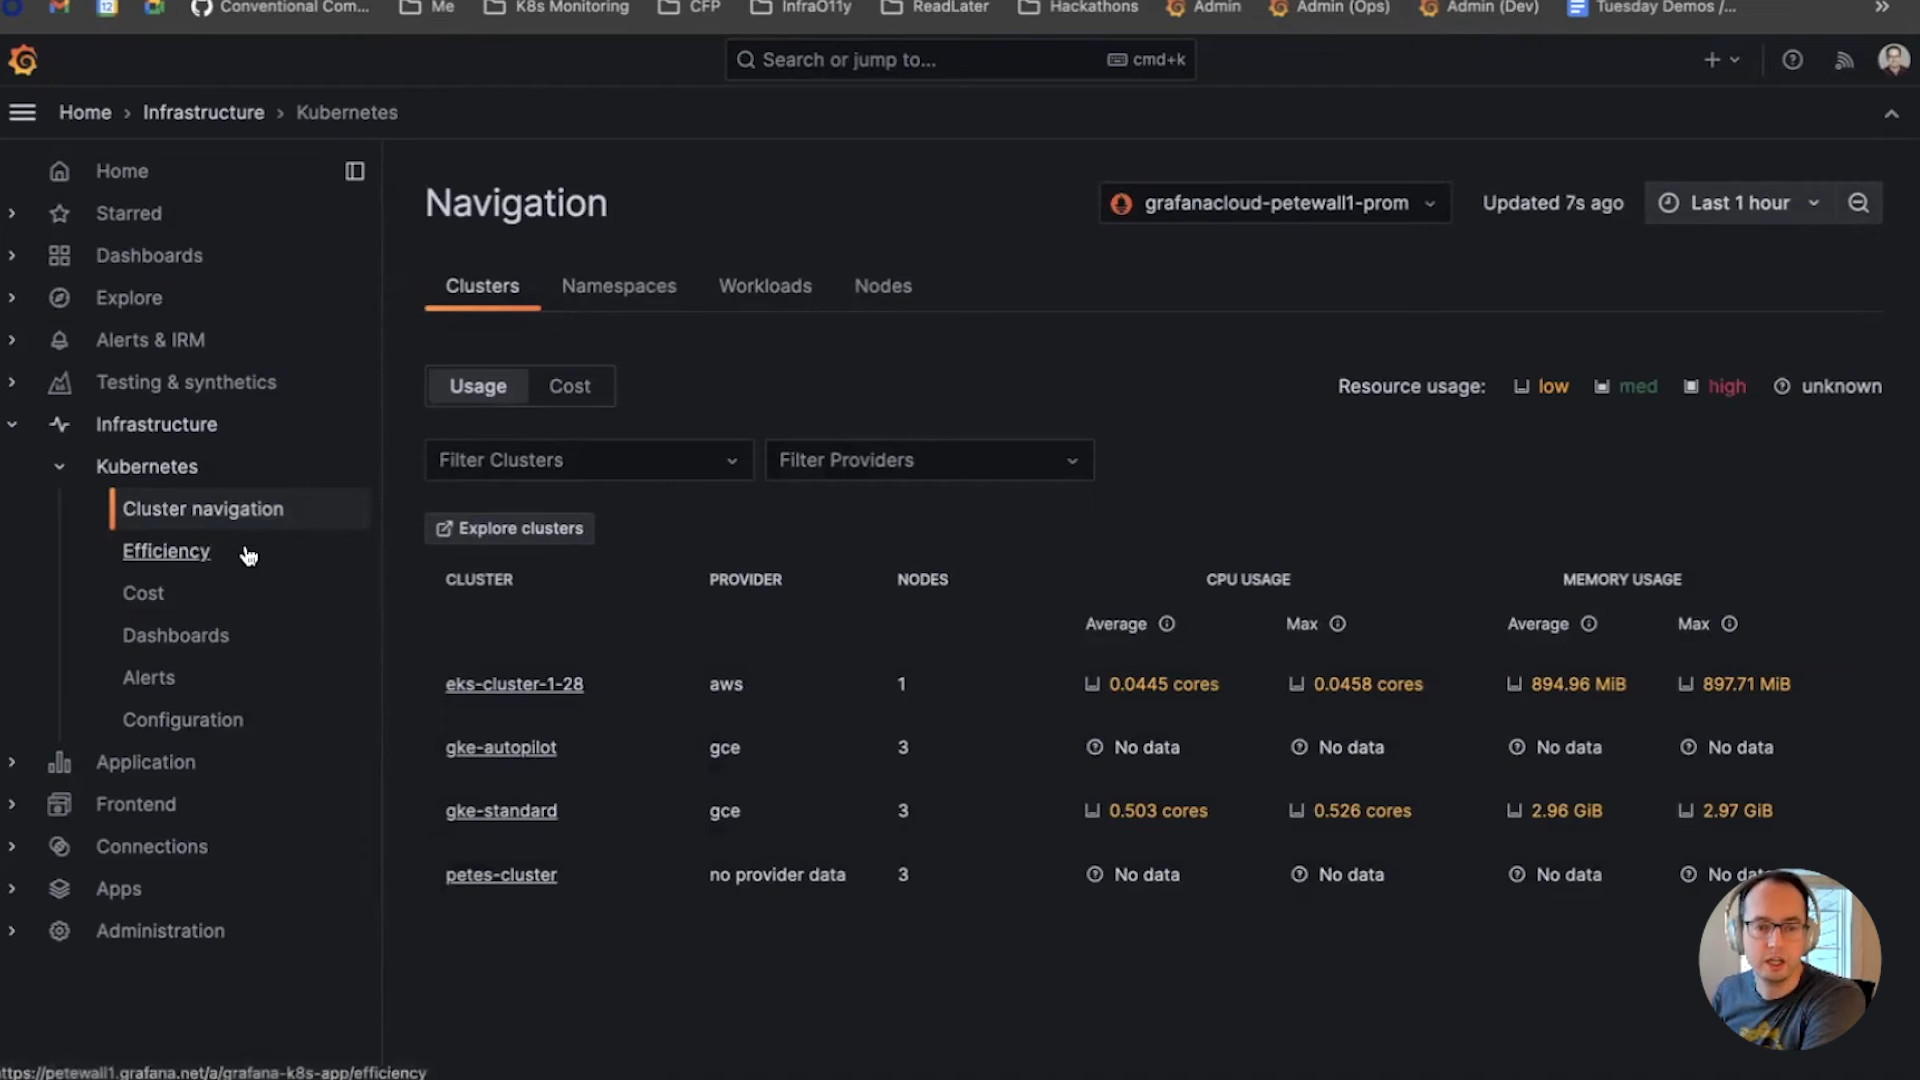 12 Conventional Com... Me K8s Monitoring CFP InfraO11y ReadLater Hackathons Admin Admin (Ops) Admin (Dev) Tuesday Demos /... »
Search or jump to... cmd+k
Home › Infrastructure › Kubernetes
Home
Starred
Dashboards
Explore
Alerts & IRM
Testing & synthetics
Infrastructure
Kubernetes
Cluster navigation
Efficiency
Cost
Dashboards
Alerts
Configuration
Application
Frontend
Connections
Apps
Administration
Navigation grafanacloud-petewall1-prom Updated 7s ago Last 1 hour
Clusters Namespaces Workloads Nodes
Usage Cost Resource usage: low med high unknown
Filter Clusters Filter Providers
Explore clusters
CLUSTER PROVIDER NODES CPU USAGE MEMORY USAGE
Average Max Average Max
eks-cluster-1-28 aws 1 0.0445 cores 0.0458 cores 894.96 MiB 897.71 MiB
gke-autopilot gce 3 No data No data No data No data
gke-standard gce 3 0.503 cores 0.526 cores 2.96 GiB 2.97 GiB
petes-cluster no provider data 3 No data No data No data No data
ttps://petewall1.grafana.net/a/grafana-k8s-app/efficiency